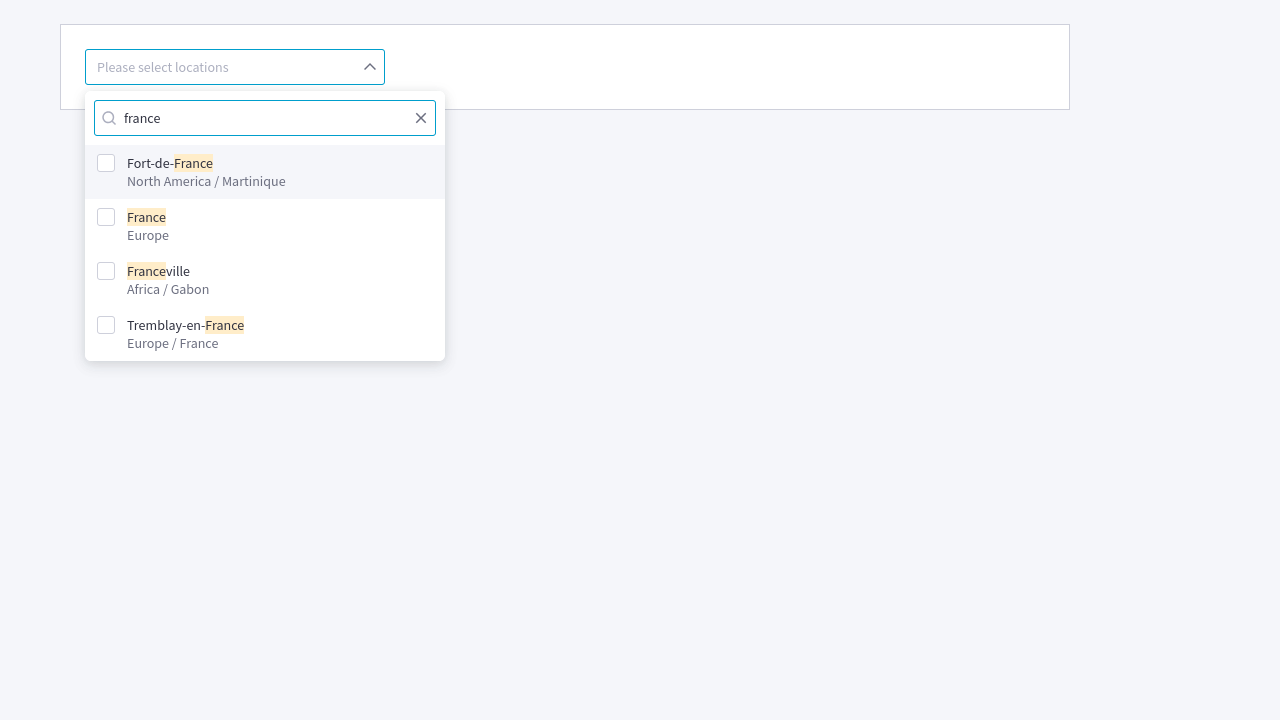 Please select locations
france
Fort-de-France
North America / Martinique
France
Europe
Franceville
Africa / Gabon
Tremblay-en-France
Europe / France